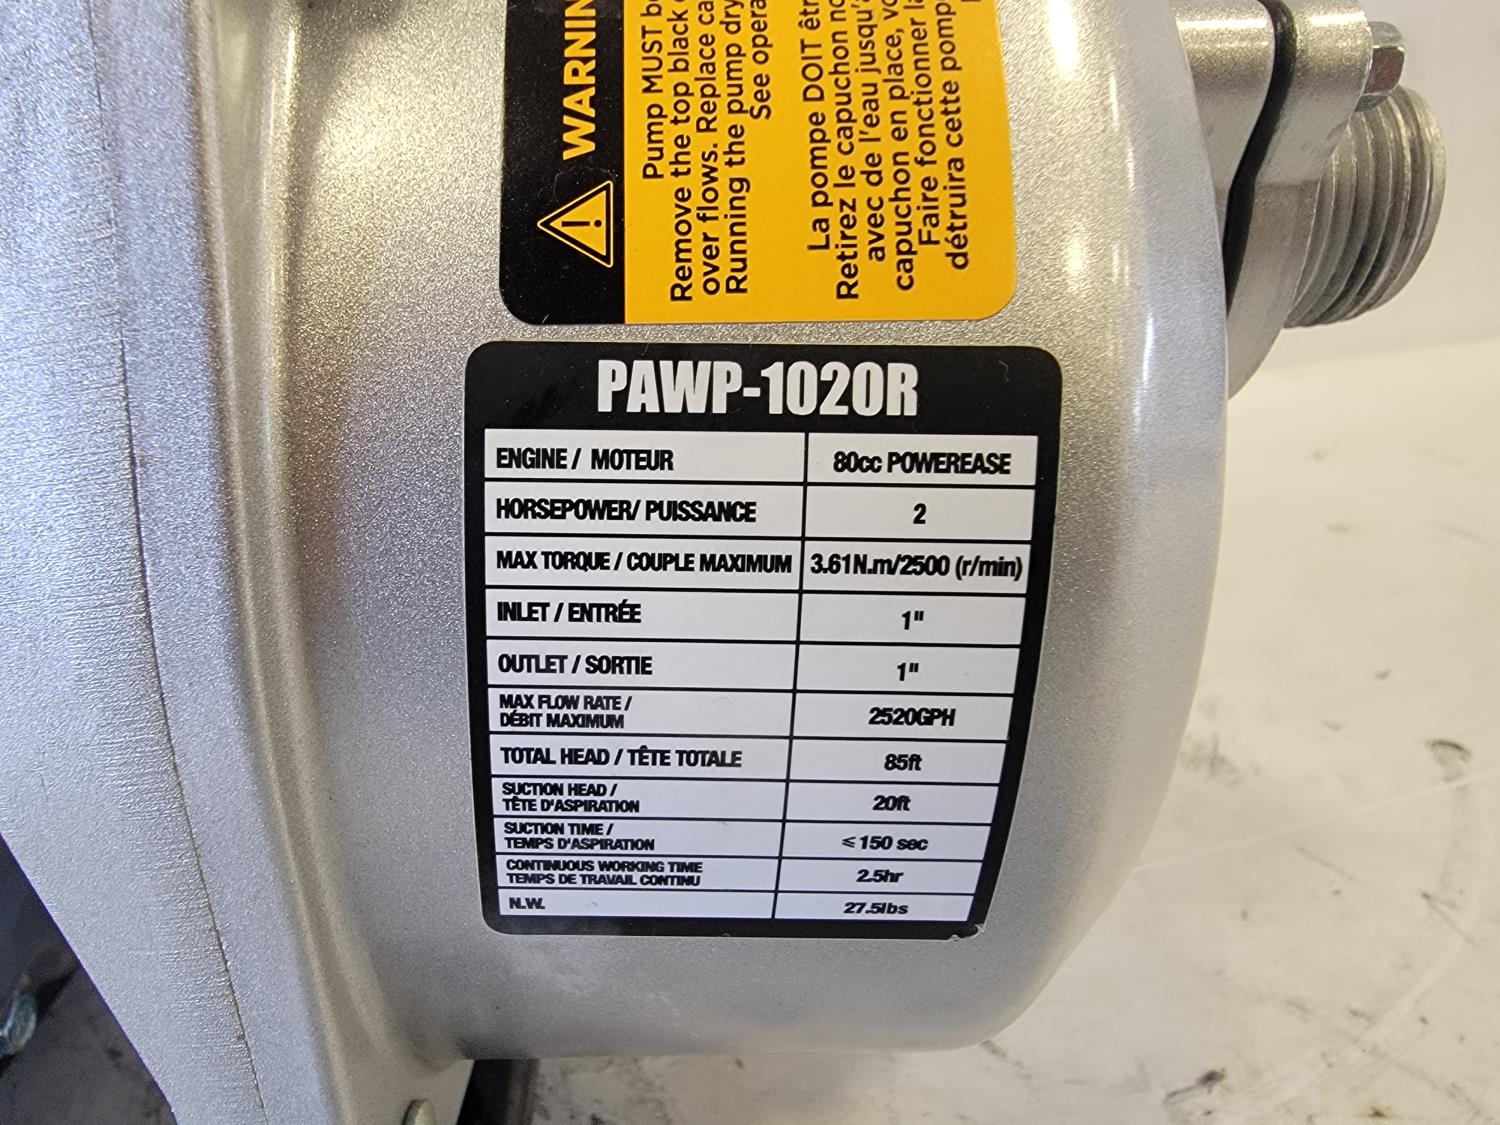 WARNIN
Pump MUST b
Remove the top black
over flows. Replace ca
Running the pump dry
See opera
La pompe DOIT êtr
Retirez le capuchon no
avec de l'eau jusqu'
capuchon en place, vo
Faire fonctionner la
détruira cette pomp
PAWP-1020R
ENGINE / MOTEUR 80cc POWEREASE
HORSEPOWER/ PUISSANCE 2
MAX TORQUE / COUPLE MAXIMUM 3.61N.m/2500 (r/min)
INLET / ENTRÉE 1"
OUTLET / SORTIE 1"
MAX FLOW RATE /
DÉBIT MAXIMUM 2520GPH
TOTAL HEAD / TÊTE TOTALE 85ft
SUCTION HEAD /
TÊTE D'ASPIRATION 20ft
SUCTION TIME /
TEMPS D'ASPIRATION ≤ 150 sec
CONTINUOUS WORKING TIME
TEMPS DE TRAVAIL CONTINU 2.5hr
N.W. 27.5lbs